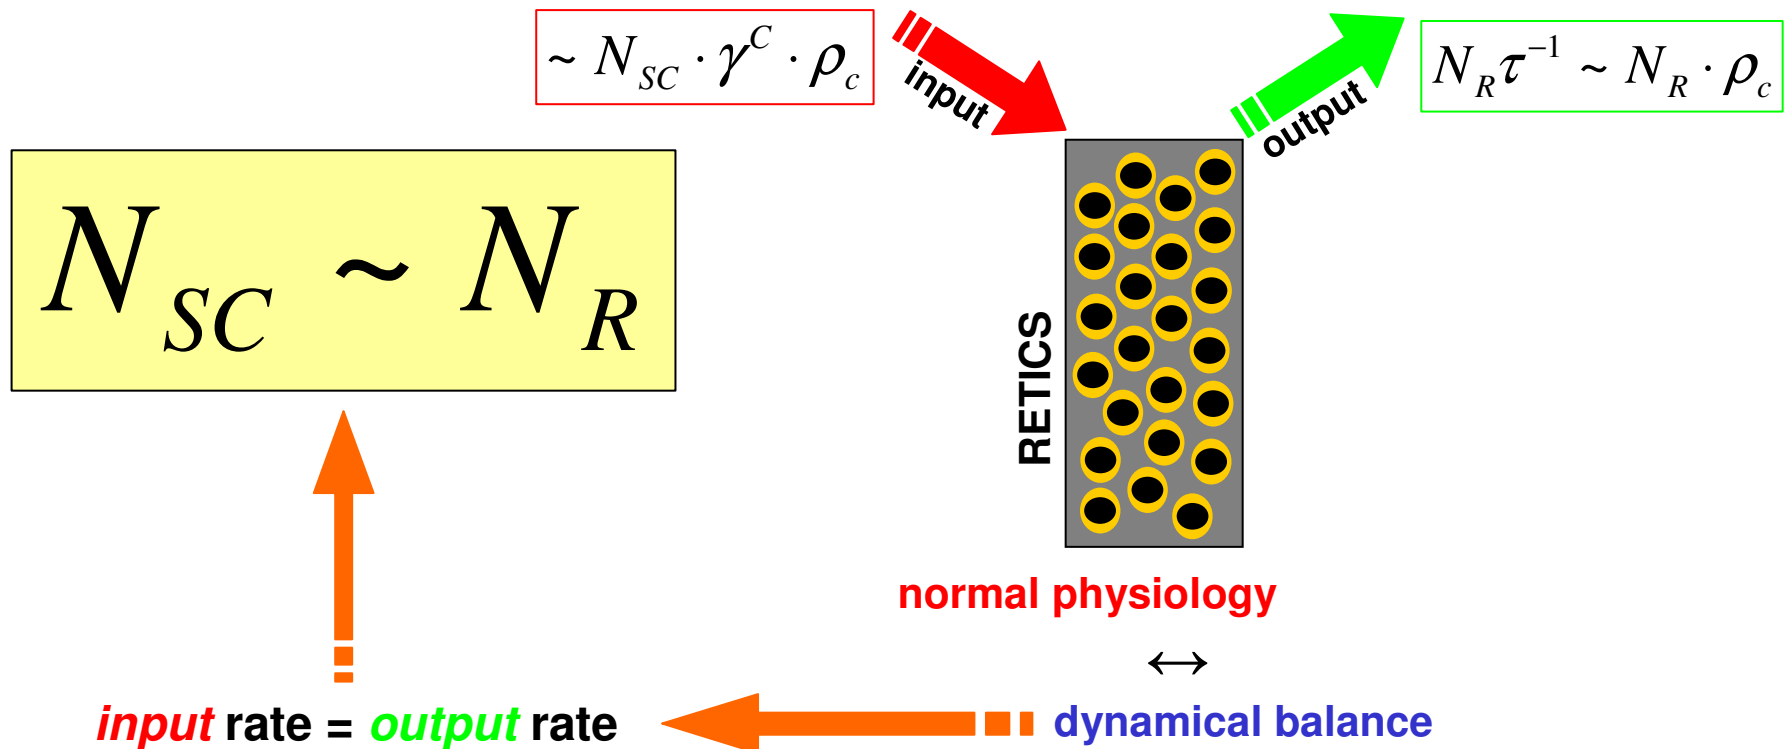 ~ N_SC · γ^C · ρ_c
input
output
N_R τ^−1 ~ N_R · ρ_c
N_SC ~ N_R
RETICS
normal physiology
↔
input rate = output rate
dynamical balance